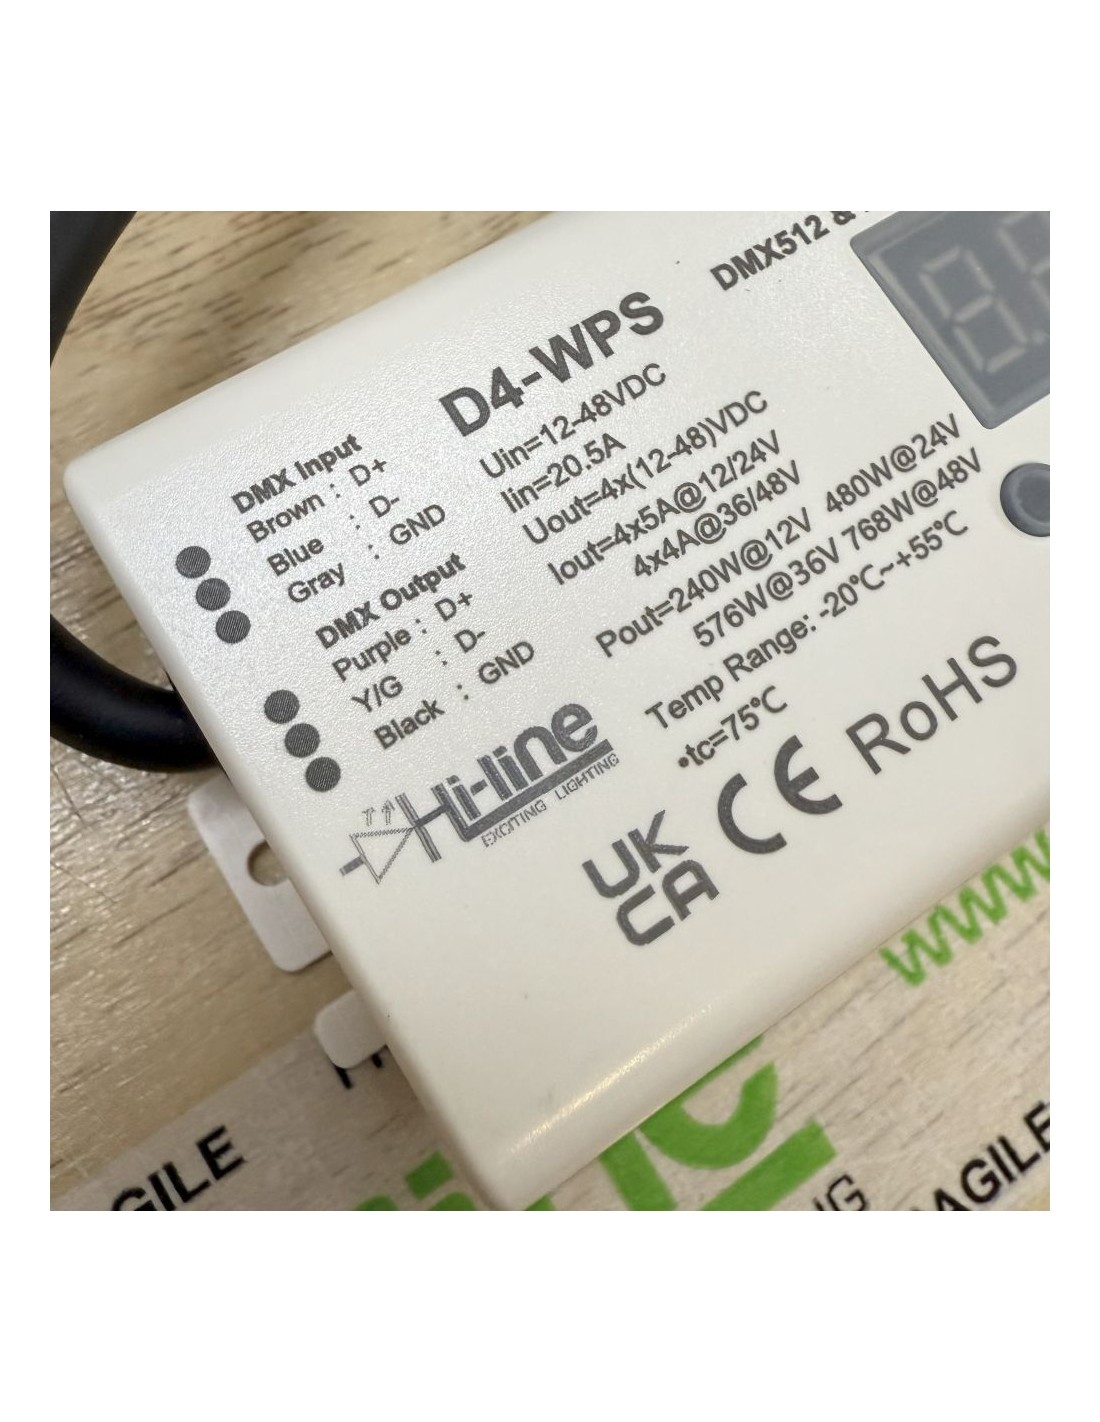 DMX512 &
D4-WPS
Uin=12-48VDC
Iin=20.5A
Uout=4x(12-48)VDC
Iout=4x5A@12/24V
4x4A@36/48V
Pout=240W@12V 480W@24V
576W@36V 768W@48V
Temp Range: -20℃~+55℃
•tc=75℃
DMX Input
Brown : D+
Blue : D-
Gray : GND
DMX Output
Purple : D+
Y/G : D-
Black : GND
Hi-line
EXCITING LIGHTING
UK
CA
CE RoHS
www
GILE
AGILE